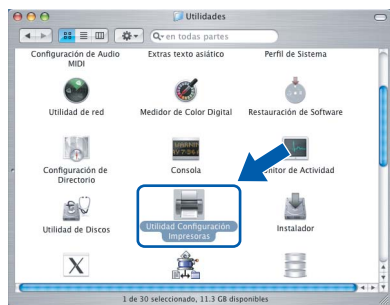 Utilidades
en todas partes
Configuración de Audio
MIDI
Extras texto asiático
Perfil de Sistema
Utilidad de red
Medidor de Color Digital
Restauración de Software
Configuración de
Directorio
Consola
nitor de Actividad
Utilidad de Discos
Utilidad Configuración
Impresoras
Instalador
X
1 de 30 seleccionado, 11.3 GB disponibles